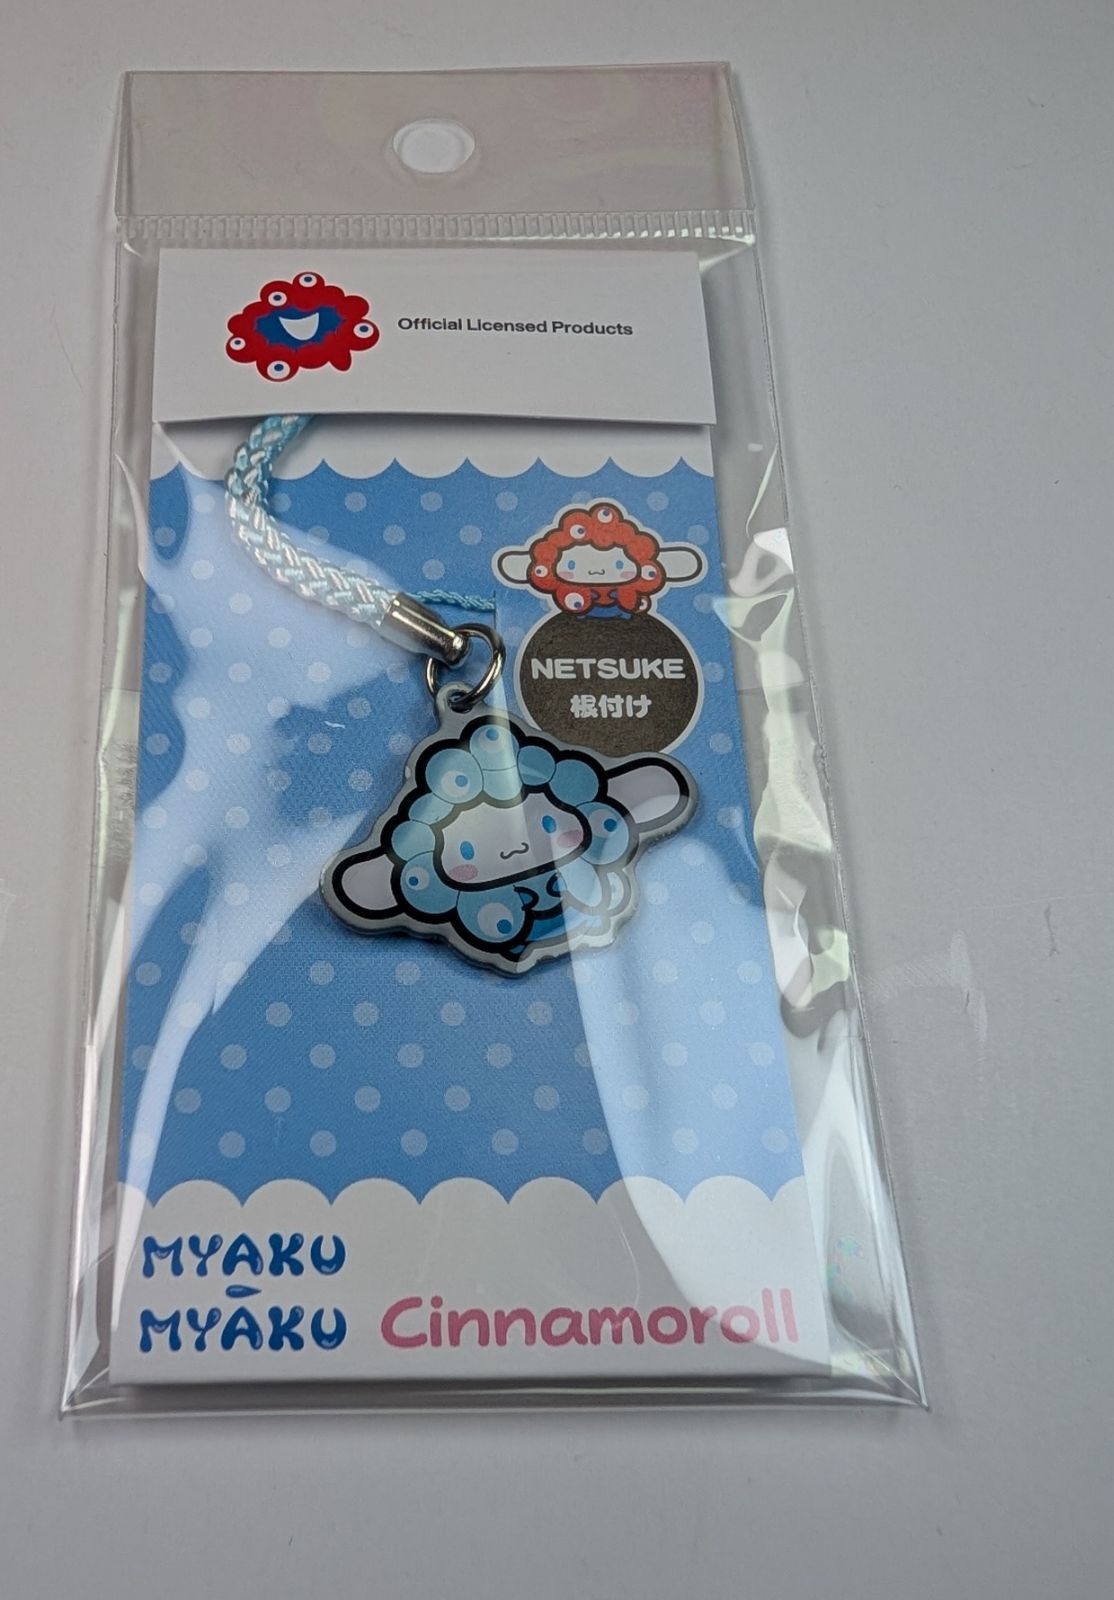 Official Licensed Products
NETSUKE
根付け
MYAKU
MYAKU
Cinnamoroll